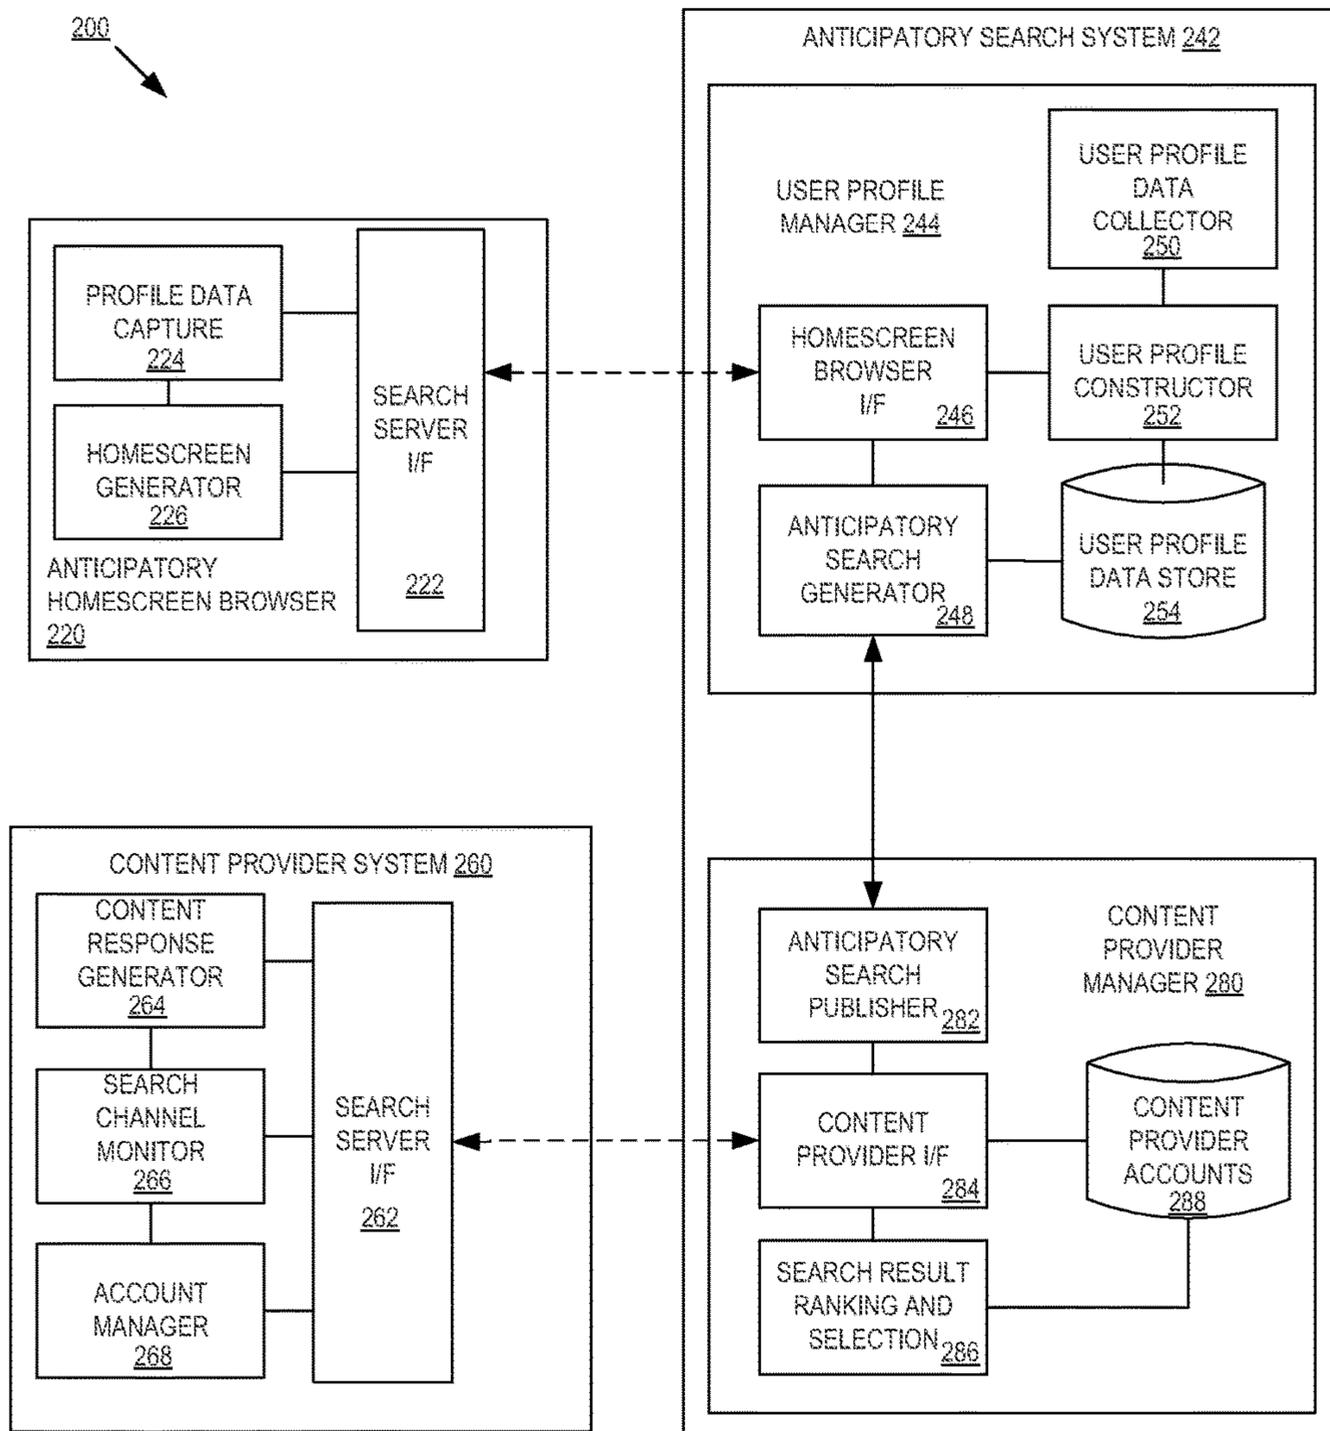 200
ANTICIPATORY SEARCH SYSTEM 242
USER PROFILE
MANAGER 244
USER PROFILE
DATA
COLLECTOR
250
PROFILE DATA
CAPTURE
224
HOMESCREEN
GENERATOR
226
ANTICIPATORY
HOMESCREEN BROWSER
220
SEARCH
SERVER
I/F
222
HOMESCREEN
BROWSER
I/F
246
USER PROFILE
CONSTRUCTOR
252
ANTICIPATORY
SEARCH
GENERATOR
248
USER PROFILE
DATA STORE
254
CONTENT PROVIDER SYSTEM 260
CONTENT
RESPONSE
GENERATOR
264
SEARCH
CHANNEL
MONITOR
266
ACCOUNT
MANAGER
268
SEARCH
SERVER
I/F
262
ANTICIPATORY
SEARCH
PUBLISHER
282
CONTENT
PROVIDER
MANAGER 280
CONTENT
PROVIDER I/F
284
CONTENT
PROVIDER
ACCOUNTS
288
SEARCH RESULT
RANKING AND
SELECTION
286